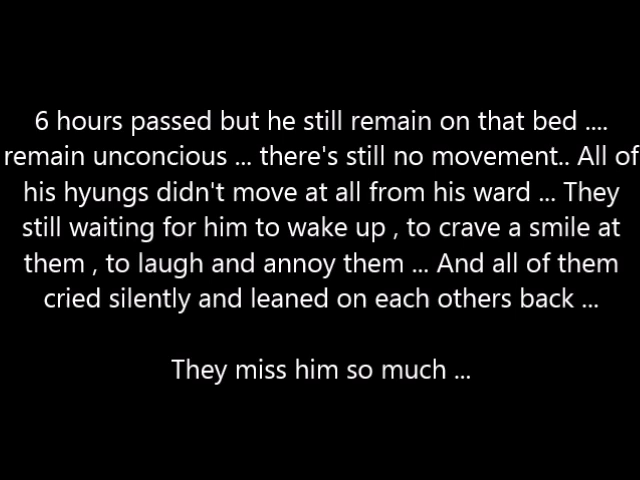 6 hours passed but he still remain on that bed ....
remain unconcious ... there's still no movement.. All of
his hyungs didn't move at all from his ward ... They
still waiting for him to wake up , to crave a smile at
them , to laugh and annoy them ... And all of them
cried silently and leaned on each others back ...
They miss him so much ...